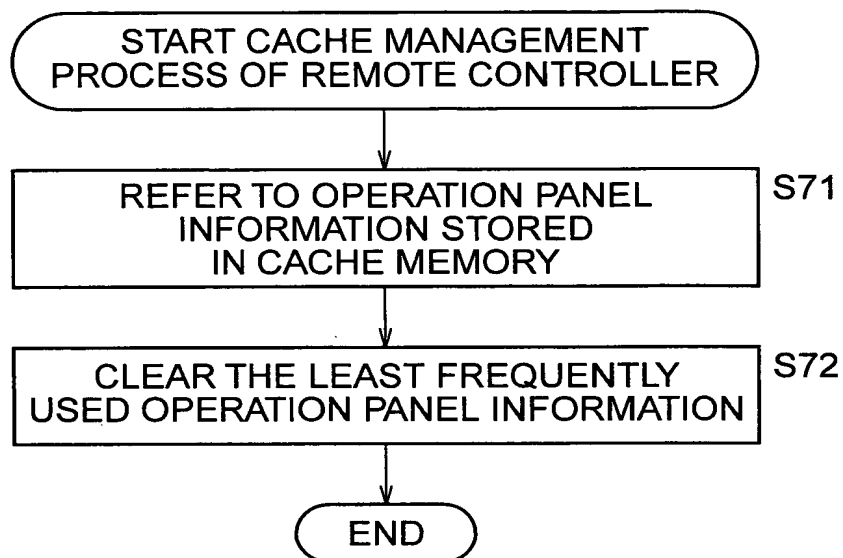 START CACHE MANAGEMENT
PROCESS OF REMOTE CONTROLLER
REFER TO OPERATION PANEL
INFORMATION STORED
IN CACHE MEMORY
S71
CLEAR THE LEAST FREQUENTLY
USED OPERATION PANEL INFORMATION
S72
END